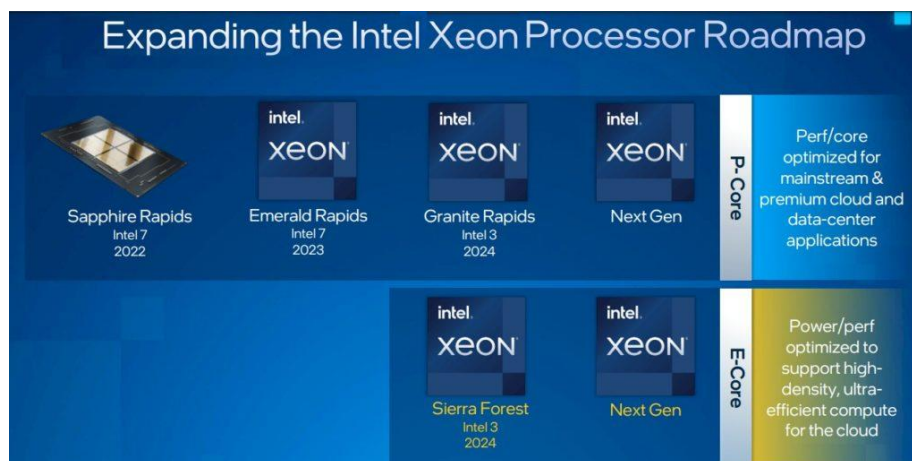 Expanding the Intel Xeon Processor Roadmap
Sapphire Rapids
Intel 7
2022
intel.
xeon
Emerald Rapids
Intel 7
2023
intel.
xeon
Granite Rapids
Intel 3
2024
intel.
xeon
Next Gen
P-Core
Perf/core
optimized for
mainstream &
premium cloud and
data-center
applications
intel.
xeon
Sierra Forest
Intel 3
2024
intel.
xeon
Next Gen
E-Core
Power/perf
optimized to
support high-
density, ultra-
efficient compute
for the cloud